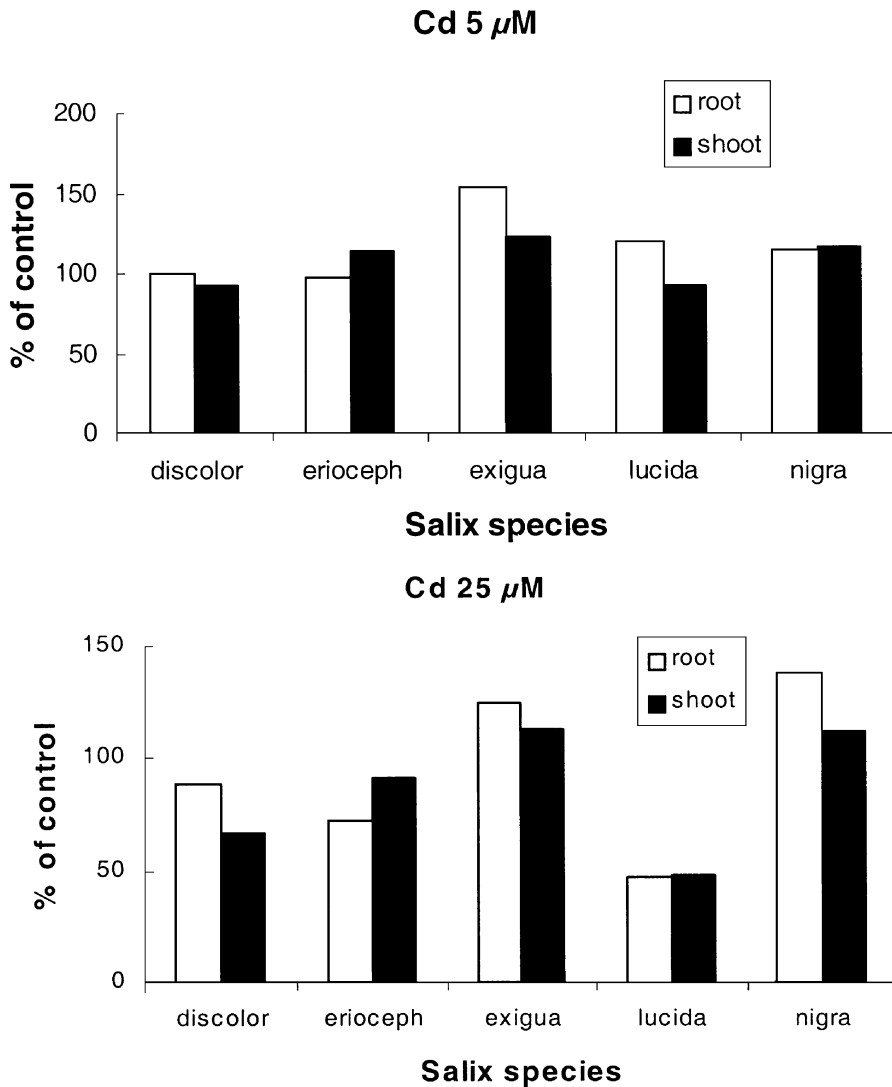 Cd 5 µM
root
shoot
200
150
100
50
0
% of control
discolor erioceph exigua lucida nigra
Salix species
Cd 25 µM
root
shoot
150
100
50
0
% of control
discolor erioceph exigua lucida nigra
Salix species